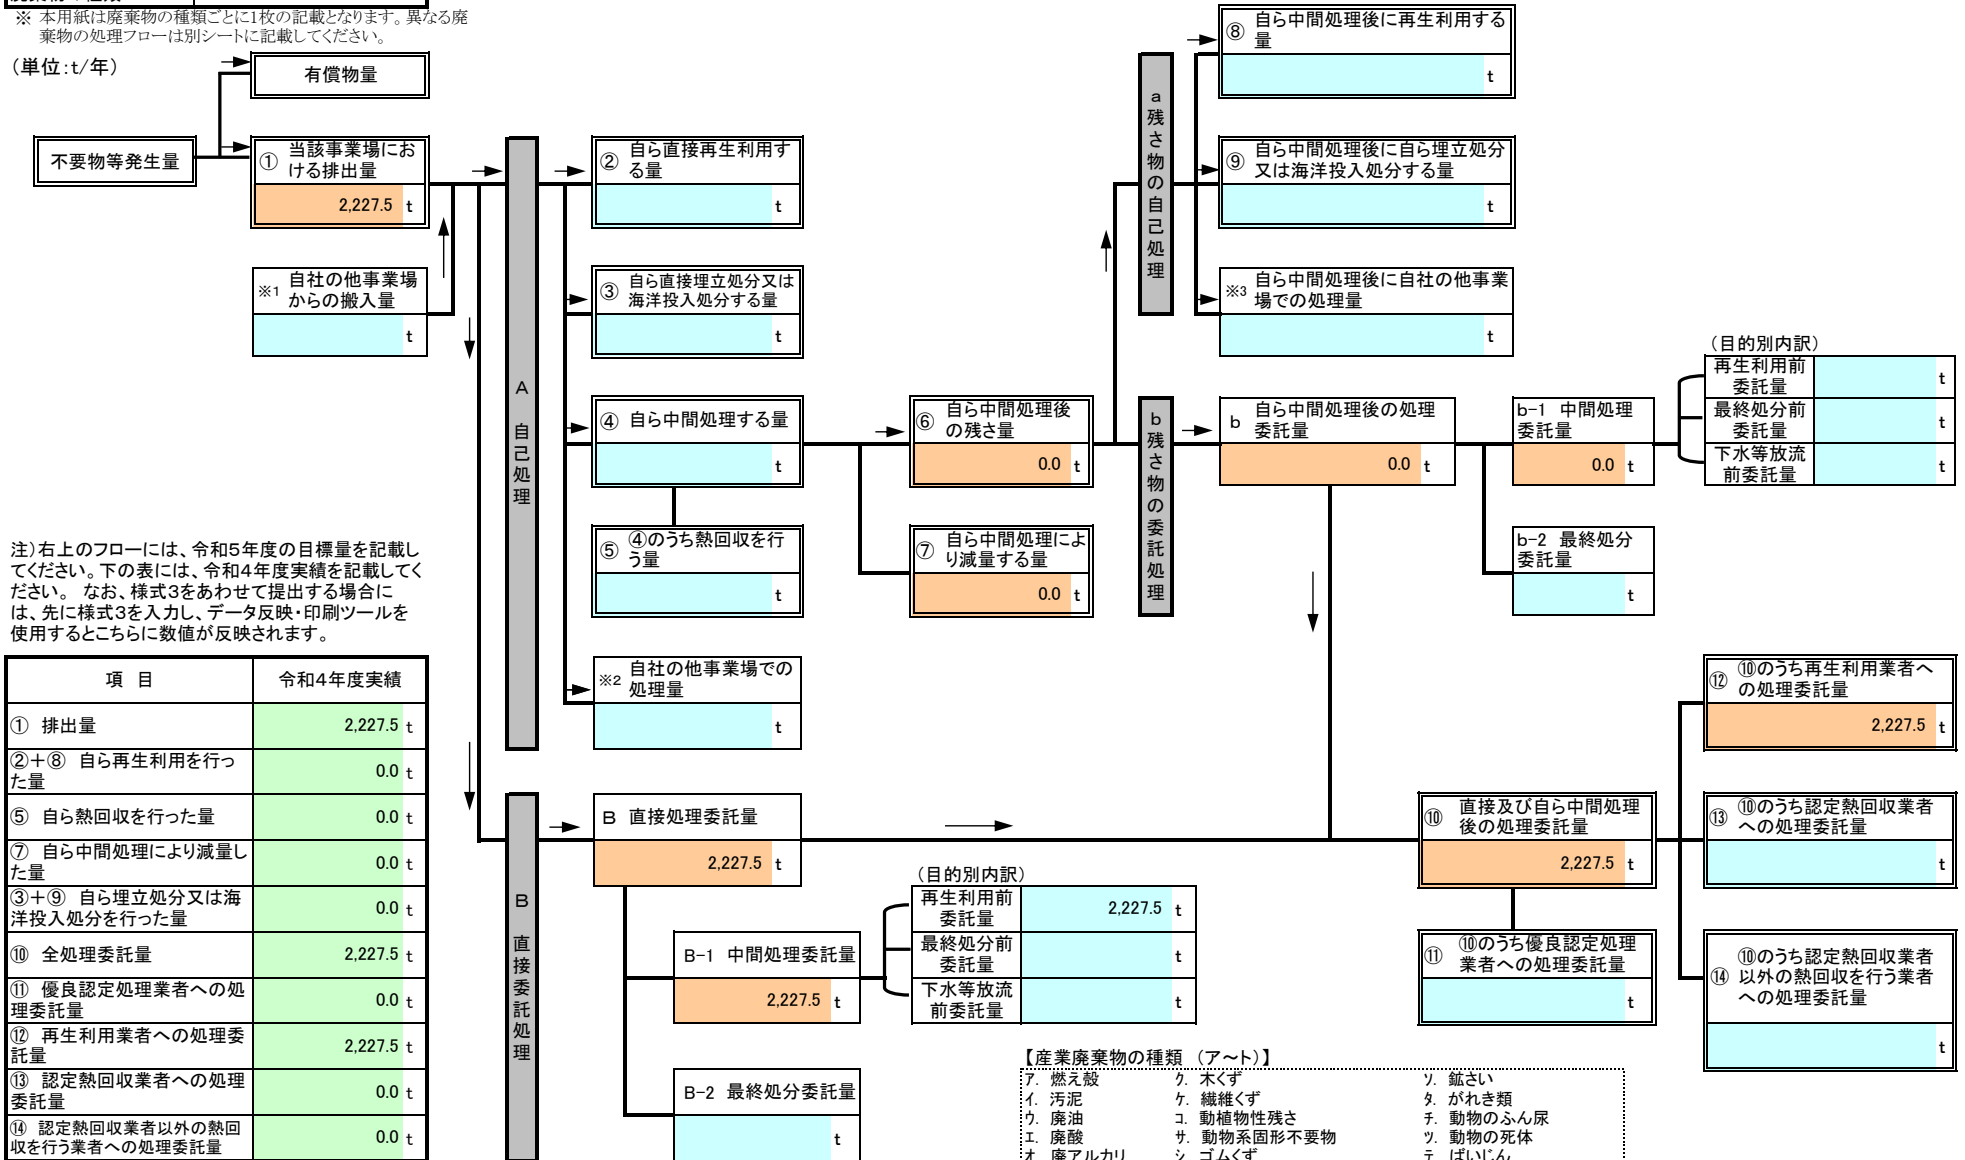 ※ 本用紙は廃棄物の種類ごとに1枚の記載となります。異なる廃
棄物の処理フローは別シートに記載してください。
（単位：t/年）
有償物量
不要物等発生量
① 当該事業場にお
ける排出量
2,227.5 t
※1 自社の他事業場
からの搬入量
t
A 自己処理
② 自ら直接再生利用す
る量
t
③ 自ら直接埋立処分又は
海洋投入処分する量
t
④ 自ら中間処理する量
t
⑤ ④のうち熱回収を行
う量
t
※2 自社の他事業場での
処理量
t
⑥ 自ら中間処理後
の残さ量
0.0 t
⑦ 自ら中間処理によ
り減量する量
0.0 t
a 残さ物の自己処理
⑧ 自ら中間処理後に再生利用する
量
t
⑨ 自ら中間処理後に自ら埋立処分
又は海洋投入処分する量
t
※3 自ら中間処理後に自社の他事業
場での処理量
t
b 残さ物の委託処理
b 自ら中間処理後の処理
委託量
0.0 t
b-1 中間処理
委託量
0.0 t
（目的別内訳）
再生利用前
委託量
t
最終処分前
委託量
t
下水等放流
前委託量
t
b-2 最終処分
委託量
t
注）右上のフローには、令和5年度の目標量を記載し
てください。下の表には、令和4年度実績を記載してく
ださい。 なお、様式3をあわせて提出する場合に
は、先に様式3を入力し、データ反映・印刷ツールを
使用するとこちらに数値が反映されます。
項 目 令和4年度実績
① 排出量 2,227.5 t
②＋⑧ 自ら再生利用を行っ
た量 0.0 t
⑤ 自ら熱回収を行った量 0.0 t
⑦ 自ら中間処理により減量し
た量 0.0 t
③＋⑨ 自ら埋立処分又は海
洋投入処分を行った量 0.0 t
⑩ 全処理委託量 2,227.5 t
⑪ 優良認定処理業者への処
理委託量 0.0 t
⑫ 再生利用業者への処理委
託量 2,227.5 t
⑬ 認定熱回収業者への処理
委託量 0.0 t
⑭ 認定熱回収業者以外の熱回
収を行う業者への処理委託量 0.0 t
B 直接委託処理
B 直接処理委託量
2,227.5 t
B-1 中間処理委託量
2,227.5 t
（目的別内訳）
再生利用前
委託量
2,227.5 t
最終処分前
委託量
t
下水等放流
前委託量
t
B-2 最終処分委託量
t
⑩ 直接及び自ら中間処理
後の処理委託量
2,227.5 t
⑪ ⑩のうち優良認定処理
業者への処理委託量
t
⑫ ⑩のうち再生利用業者へ
の処理委託量
2,227.5 t
⑬ ⑩のうち認定熱回収業者
への処理委託量
t
⑭ ⑩のうち認定熱回収業者
以外の熱回収を行う業者
への処理委託量
t
【産業廃棄物の種類 （ア～ト）】
ア. 燃え殻 ク. 木くず ソ. 鉱さい
イ. 汚泥 ケ. 繊維くず タ. がれき類
ウ. 廃油 コ. 動植物性残さ チ. 動物のふん尿
エ. 廃酸 サ. 動物系固形不要物 ツ. 動物の死体
オ. 廃アルカリ シ. ゴムくず テ. ばいじん